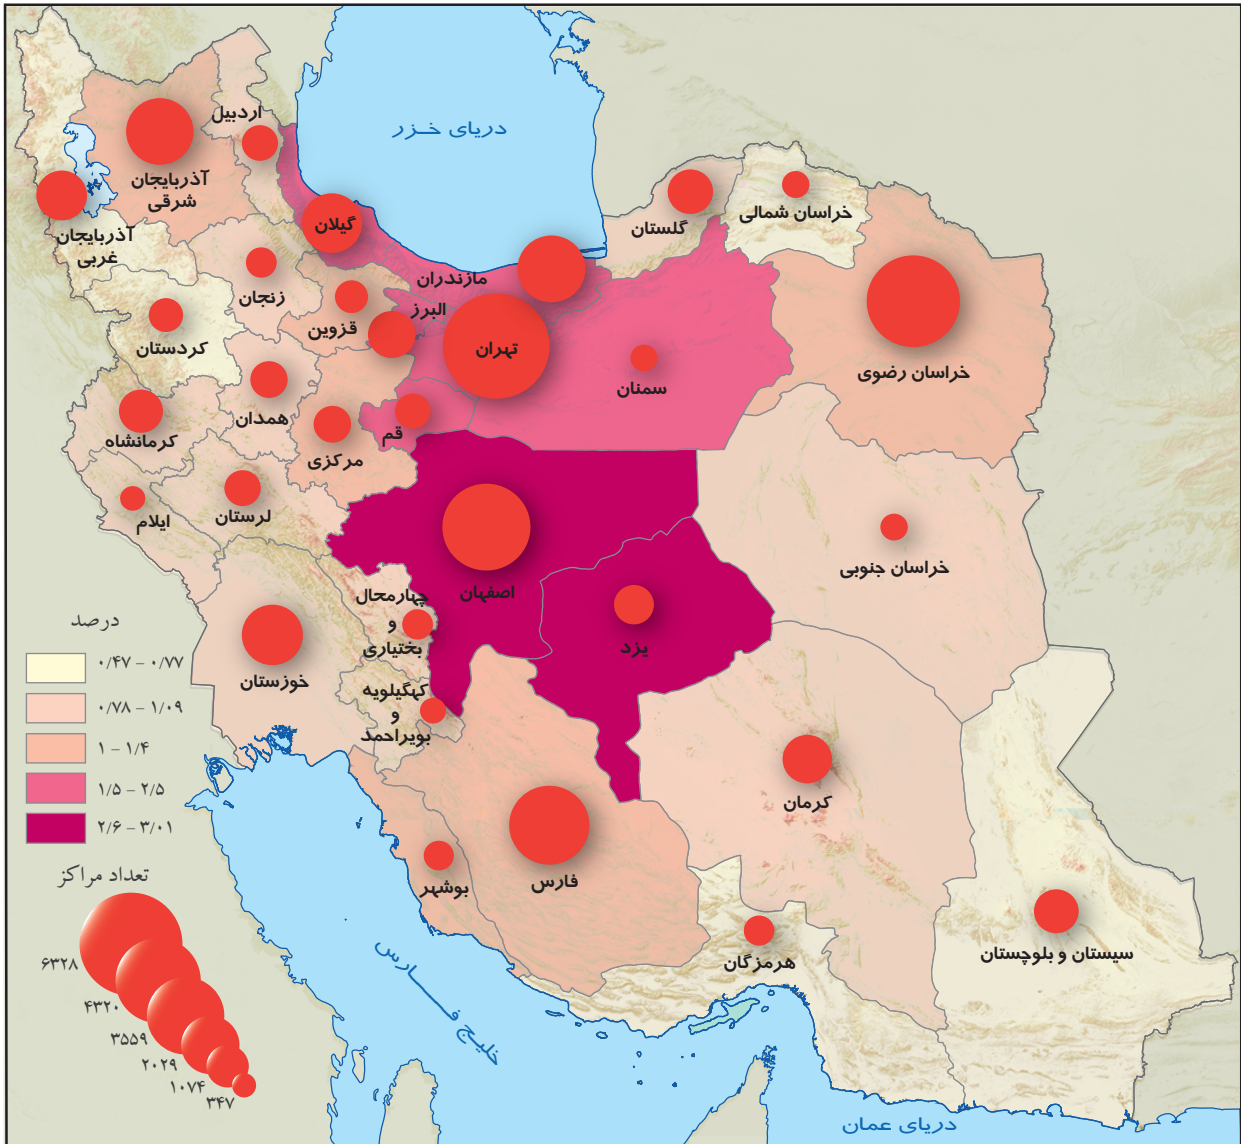 دریای خـزر
اردبیل
آذربایجان
شرقی
گیلان
خراسان شمالی
گلستان
آذربایجان
غربی
مازندران
زنجان
البرز
قزوین
تهران
کردستان
خراسان رضوی
سمنان
همدان
قم
کرمانشاه
مرکزی
لرستان
ایلام
خراسان جنوبی
اصفهان
چهارمحال
و
بختیاری
یزد
خوزستان
کهگیلویه
و
بویراحمد
کرمان
فارس
بوشهر
سیستان و بلوچستان
هرمزگان
خلیج فــــارس
دریای عمان
درصد
۰/۴۷ – ۰/۷۷
۰/۷۸ – ۱/۰۹
۱ – ۱/۴
۱/۵ – ۲/۵
۲/۶ – ۳/۰۱
تعداد مراکز
۶۳۲۸
۴۳۲۰
۳۵۵۹
۲۰۲۹
۱۰۷۴
۳۴۷